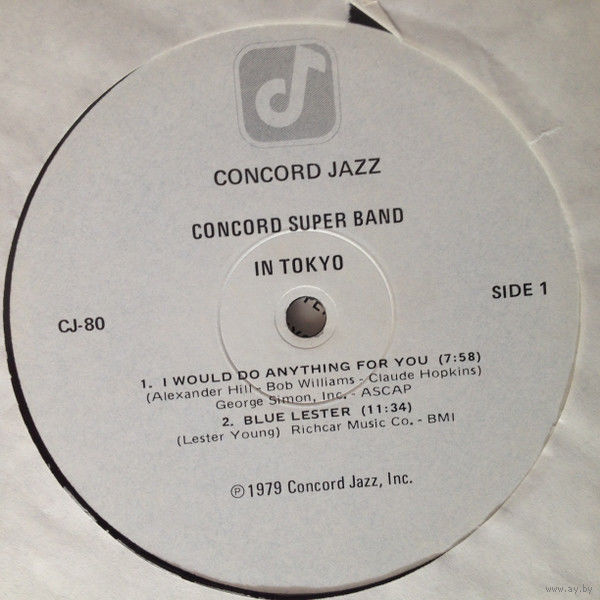 CONCORD JAZZ
CONCORD SUPER BAND
IN TOKYO
SIDE 1
CJ-80
1. I WOULD DO ANYTHING FOR YOU (7:58)
(Alexander Hill - Bob Williams - Claude Hopkins)
George Simon, Inc. - ASCAP
2. BLUE LESTER (11:34)
(Lester Young) Richcar Music Co. - BMI
℗ 1979 Concord Jazz, Inc.
www.ay.by